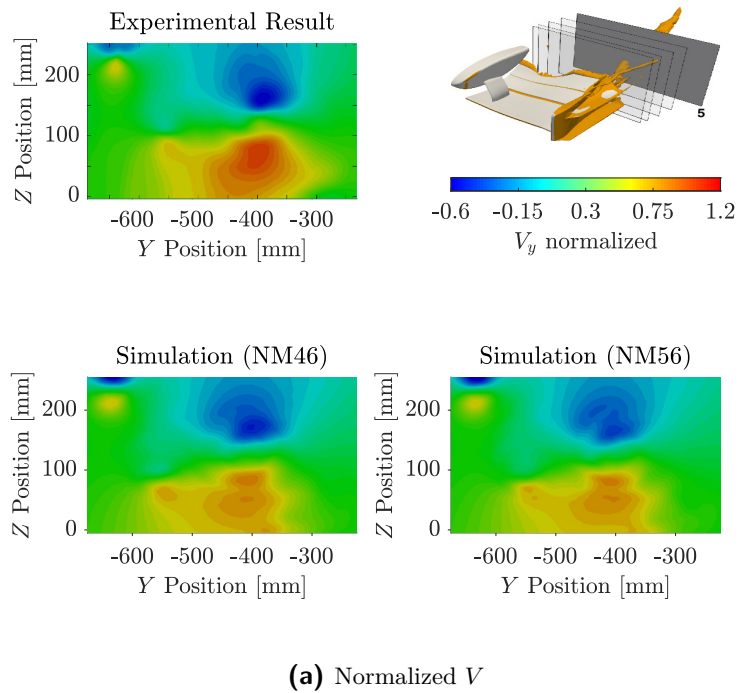 Experimental Result
Z Position [mm]
200
100
0
-600 -500 -400 -300
Y Position [mm]
5
-0.6 -0.15 0.3 0.75 1.2
V_y normalized
Simulation (NM46)
Z Position [mm]
200
100
0
-600 -500 -400 -300
Y Position [mm]
Simulation (NM56)
Z Position [mm]
200
100
0
-600 -500 -400 -300
Y Position [mm]
(a) Normalized V